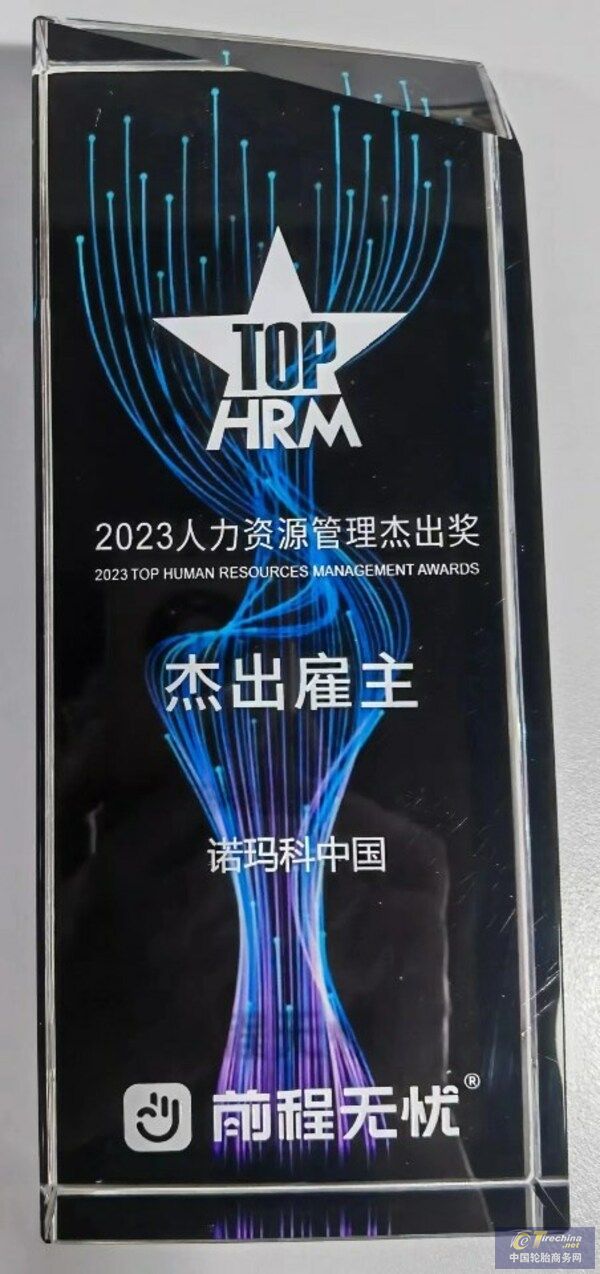 TOP
HRM
2023人力资源管理杰出奖
2023 TOP HUMAN RESOURCES MANAGEMENT AWARDS
杰出雇主
诺玛科中国
前程无忧®
Tirechina
.net
中国轮胎商务网